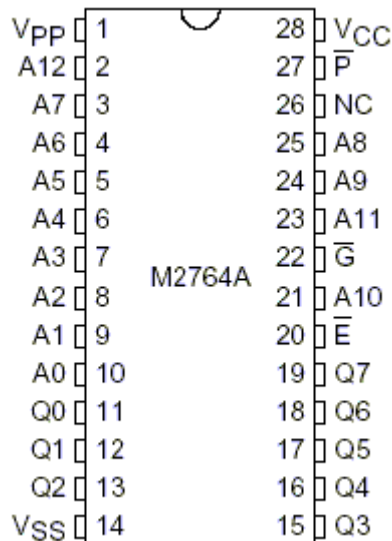 VPP 1 28 VCC
A12 2 27 P̅
A7 3 26 NC
A6 4 25 A8
A5 5 24 A9
A4 6 23 A11
A3 7 22 G̅
M2764A
A2 8 21 A10
A1 9 20 E̅
A0 10 19 Q7
Q0 11 18 Q6
Q1 12 17 Q5
Q2 13 16 Q4
VSS 14 15 Q3